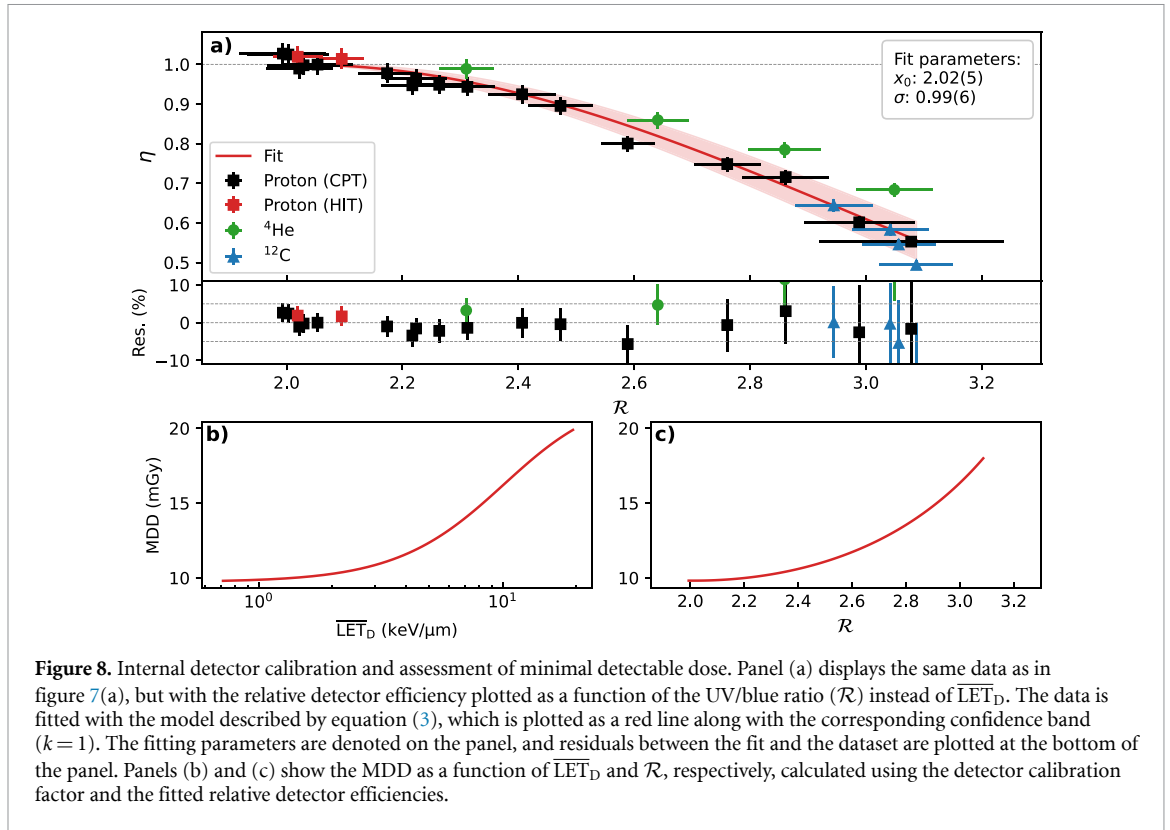 a)
Fit parameters:
x₀: 2.02(5)
σ: 0.99(6)
1.0
0.9
0.8
0.7
0.6
0.5
η
Fit
Proton (CPT)
Proton (HIT)
⁴He
¹²C
10
0
−10
Res. (%)
2.0 2.2 2.4 2.6 2.8 3.0 3.2
ℛ
b)
20
15
10
MDD (mGy)
10⁰ 10¹
L̅E̅T̅_D (keV/μm)
c)
20
15
10
2.0 2.2 2.4 2.6 2.8 3.0 3.2
ℛ
Figure 8. Internal detector calibration and assessment of minimal detectable dose. Panel (a) displays the same data as in
figure 7(a), but with the relative detector efficiency plotted as a function of the UV/blue ratio (ℛ) instead of L̅E̅T̅_D. The data is
fitted with the model described by equation (3), which is plotted as a red line along with the corresponding confidence band
(k = 1). The fitting parameters are denoted on the panel, and residuals between the fit and the dataset are plotted at the bottom of
the panel. Panels (b) and (c) show the MDD as a function of L̅E̅T̅_D and ℛ, respectively, calculated using the detector calibration
factor and the fitted relative detector efficiencies.